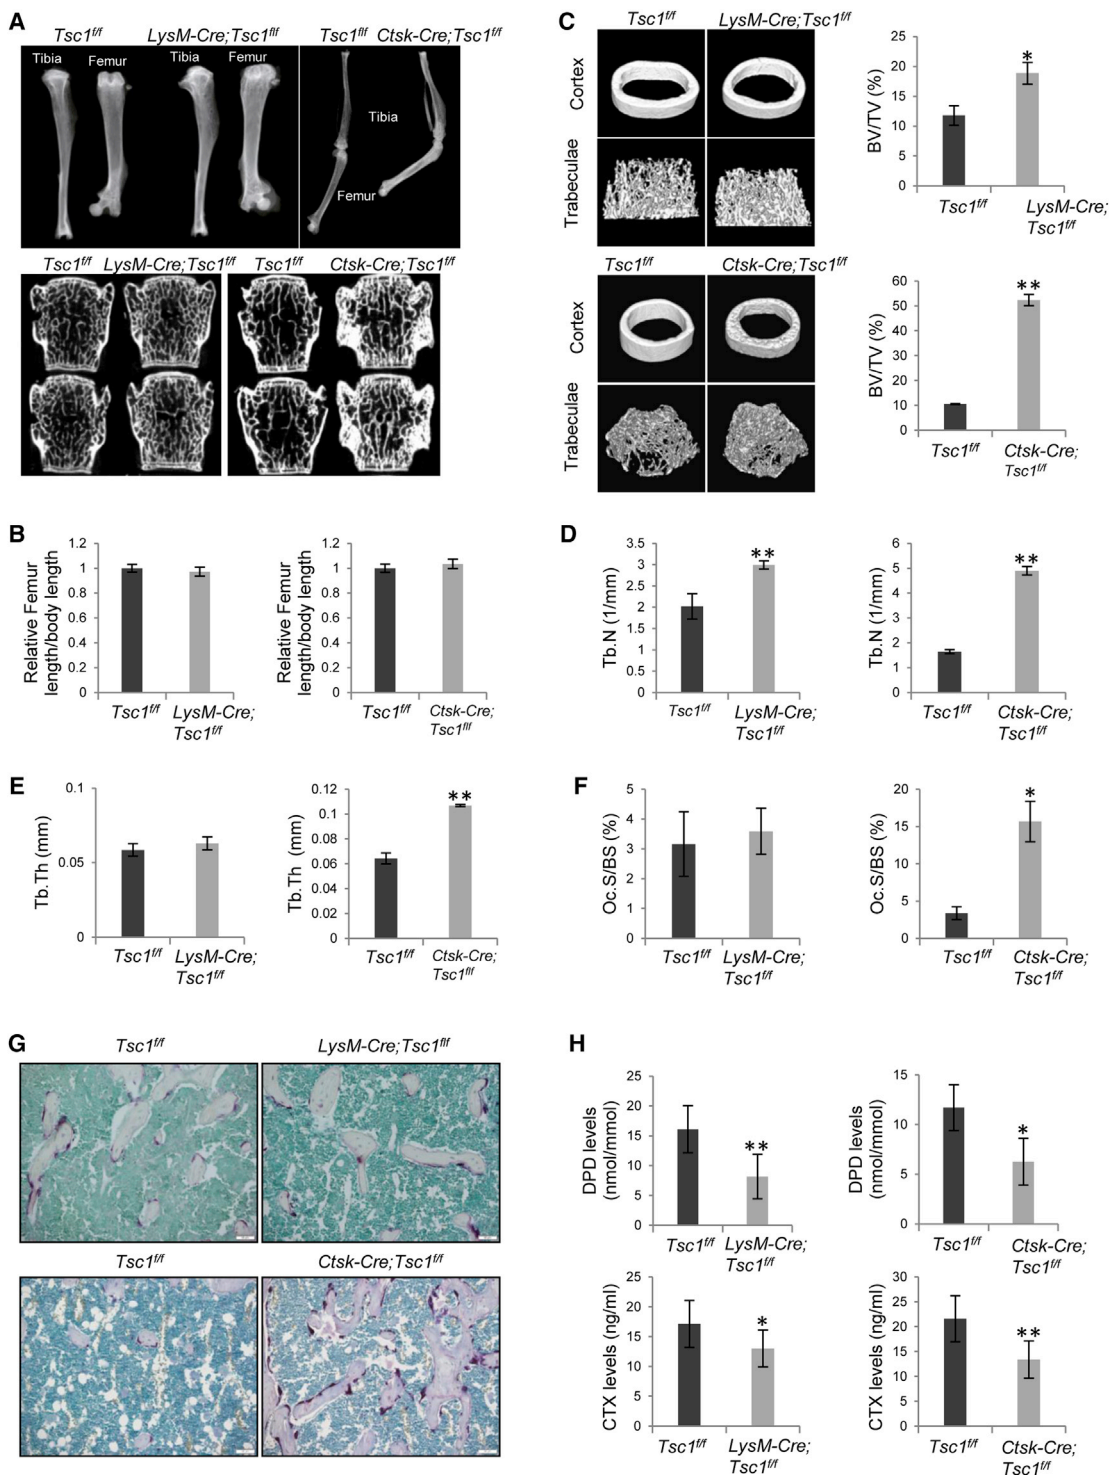 A
Tsc1f/f LysM-Cre;Tsc1f/f Tsc1f/f Ctsk-Cre;Tsc1f/f
Tibia Femur Tibia Femur
Tibia
Femur
Tsc1f/f LysM-Cre;Tsc1f/f Tsc1f/f Ctsk-Cre;Tsc1f/f
B
Relative Femur
length/body length
1.2
1
0.8
0.6
0.4
0.2
0
Tsc1f/f LysM-Cre;
Tsc1f/f
Relative Femur
length/body length
1.2
1
0.8
0.6
0.4
0.2
0
Tsc1f/f Ctsk-Cre;
Tsc1f/f
C
Tsc1f/f LysM-Cre;Tsc1f/f
Cortex
Trabeculae
BV/TV (%)
25
20
15
10
5
0
*
Tsc1f/f LysM-Cre;
Tsc1f/f
Tsc1f/f Ctsk-Cre;Tsc1f/f
Cortex
Trabeculae
BV/TV (%)
60
50
40
30
20
10
0
**
Tsc1f/f Ctsk-Cre;
Tsc1f/f
D
Tb.N (1/mm)
3.5
3
2.5
2
1.5
1
0.5
0
**
Tsc1f/f LysM-Cre;
Tsc1f/f
Tb.N (1/mm)
6
5
4
3
2
1
0
**
Tsc1f/f Ctsk-Cre;
Tsc1f/f
E
Tb.Th (mm)
0.1
0.05
0
Tsc1f/f LysM-Cre;
Tsc1f/f
Tb.Th (mm)
0.12
0.1
0.08
0.06
0.04
0.02
0
**
Tsc1f/f Ctsk-Cre;
Tsc1f/f
F
Oc.S/BS (%)
5
4
3
2
1
0
Tsc1f/f LysM-Cre;
Tsc1f/f
Oc.S/BS (%)
20
15
10
5
0
*
Tsc1f/f Ctsk-Cre;
Tsc1f/f
G
Tsc1f/f LysM-Cre;Tsc1f/f
Tsc1f/f Ctsk-Cre;Tsc1f/f
H
DPD levels
(nmol/mmol)
25
20
15
10
5
0
**
Tsc1f/f LysM-Cre;
Tsc1f/f
DPD levels
(nmol/mmol)
15
10
5
0
*
Tsc1f/f Ctsk-Cre;
Tsc1f/f
CTX levels (ng/ml)
25
20
15
10
5
0
*
Tsc1f/f LysM-Cre;
Tsc1f/f
CTX levels (ng/ml)
30
25
20
15
10
5
0
**
Tsc1f/f Ctsk-Cre;
Tsc1f/f